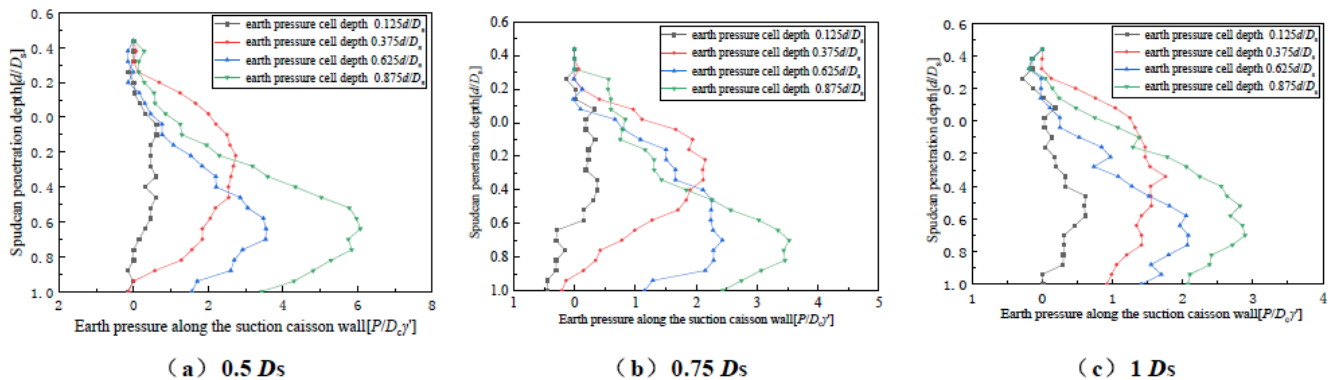 0.6
0.4
0.2
0.0
0.2
0.4
0.6
0.8
1.0
Spudcan penetration depth[d/Ds]
earth pressure cell depth 0.125d/Ds
earth pressure cell depth 0.375d/Ds
earth pressure cell depth 0.625d/Ds
earth pressure cell depth 0.875d/Ds
2 0 2 4 6 8
Earth pressure along the suction caisson wall[P/Dcγ']
(a) 0.5 Ds
0.6
0.4
0.2
0.0
0.2
0.4
0.6
0.8
1.0
Spudcan penetration depth[d/Ds]
earth pressure cell depth 0.125d/Ds
earth pressure cell depth 0.375d/Ds
earth pressure cell depth 0.625d/Ds
earth pressure cell depth 0.875d/Ds
1 0 1 2 3 4 5
Earth pressure along the suction caisson wall[P/Dcγ']
(b) 0.75 Ds
0.6
0.4
0.2
0.0
0.2
0.4
0.6
0.8
1.0
Spudcan penetration depth[d/Ds]
earth pressure cell depth 0.125d/Ds
earth pressure cell depth 0.375d/Ds
earth pressure cell depth 0.625d/Ds
earth pressure cell depth 0.875d/Ds
1 0 1 2 3 4
Earth pressure along the suction caisson wall[P/Dcγ']
(c) 1 Ds